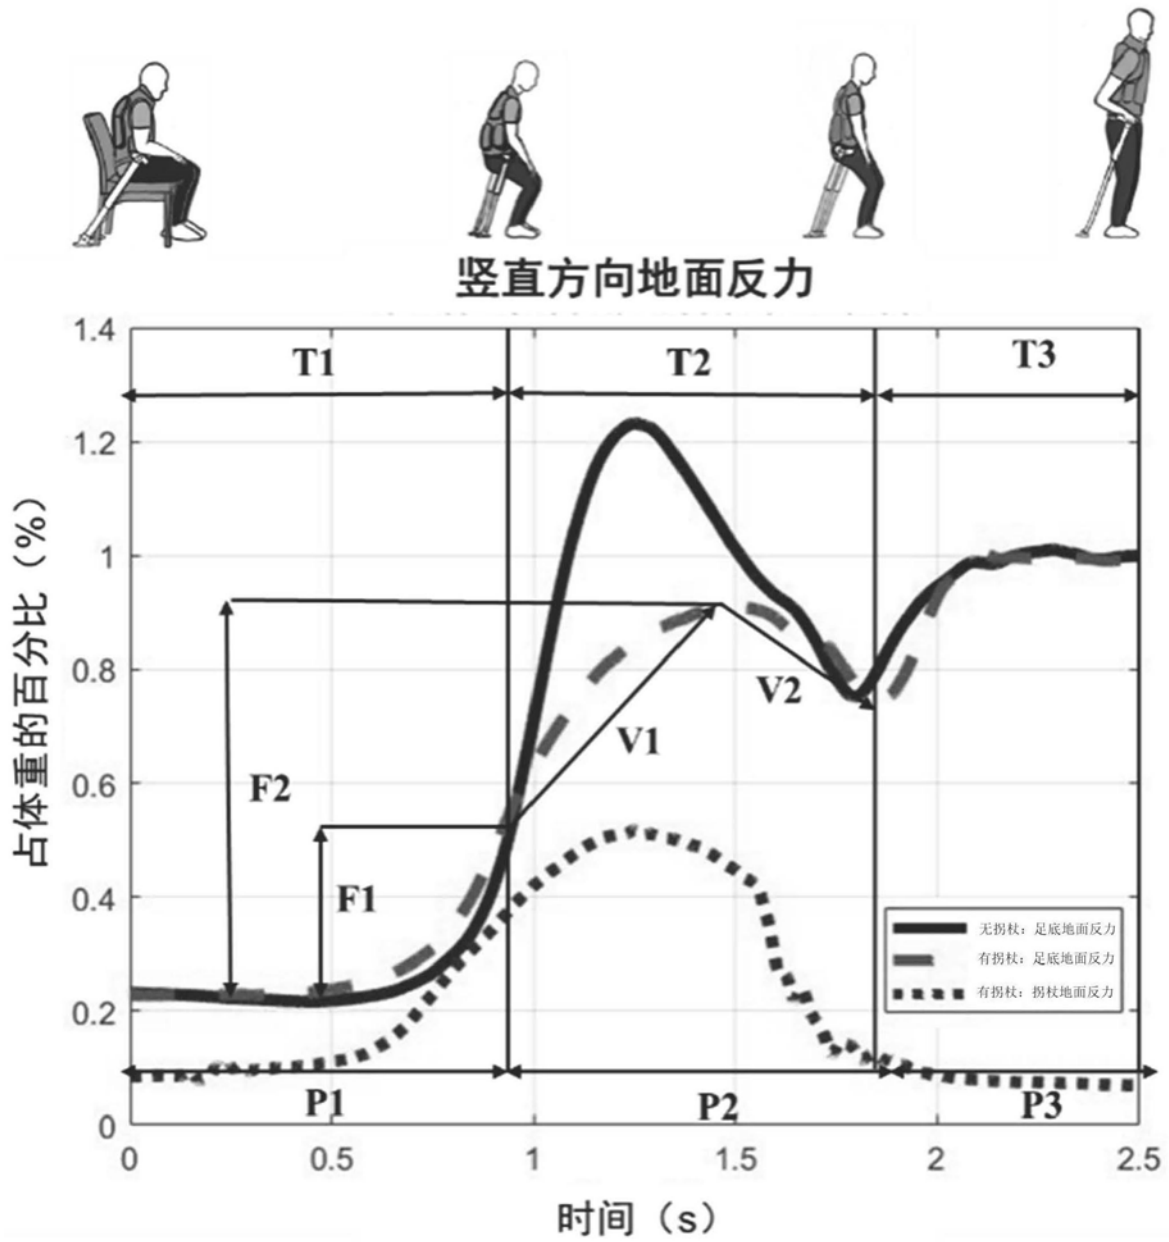 竖直方向地面反力
1.4
T1
T2
T3
1.2
1
0.8
V2
V1
F2
0.6
F1
0.4
无拐杖：足底地面反力
有拐杖：足底地面反力
有拐杖：拐杖地面反力
0.2
P1
P2
P3
0
0
0.5
1
1.5
2
2.5
占体重的百分比（%）
时间（s）